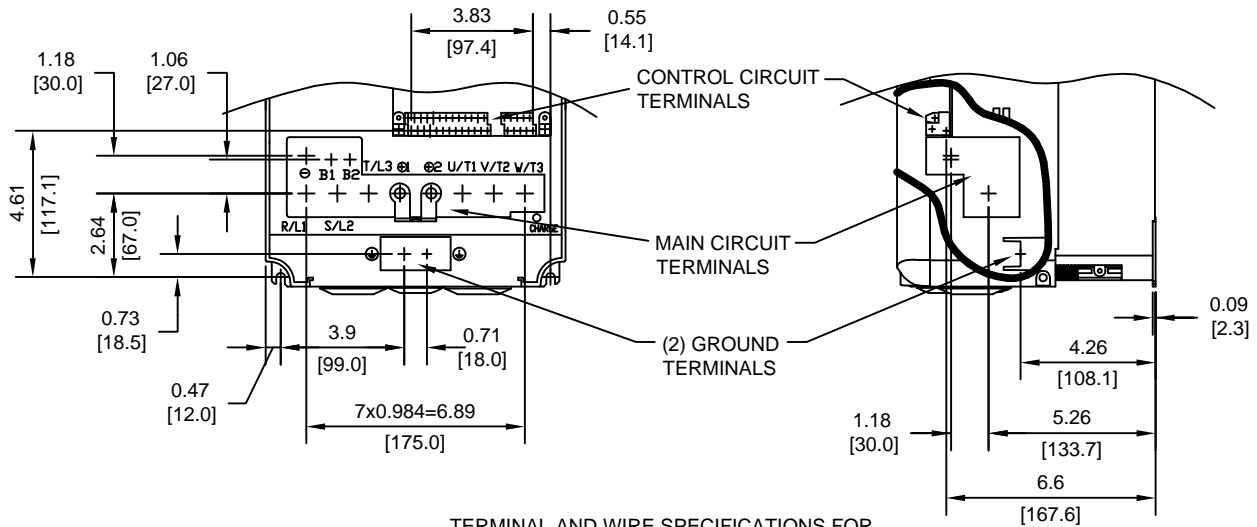 3.83
[97.4]
0.55
[14.1]
1.18
[30.0]
1.06
[27.0]
CONTROL CIRCUIT
TERMINALS
4.61
[117.1]
2.64
[67.0]
⊖ B1 B2
T/L3 ⊕1 ⊕2 U/T1 V/T2 W/T3
R/L1 S/L2
CHARGE
MAIN CIRCUIT
TERMINALS
0.73
[18.5]
3.9
[99.0]
0.71
[18.0]
(2) GROUND
TERMINALS
0.47
[12.0]
7x0.984=6.89
[175.0]
0.09
[2.3]
4.26
[108.1]
1.18
[30.0]
5.26
[133.7]
6.6
[167.6]
TERMINAL AND WIRE SPECIFICATIONS FOR